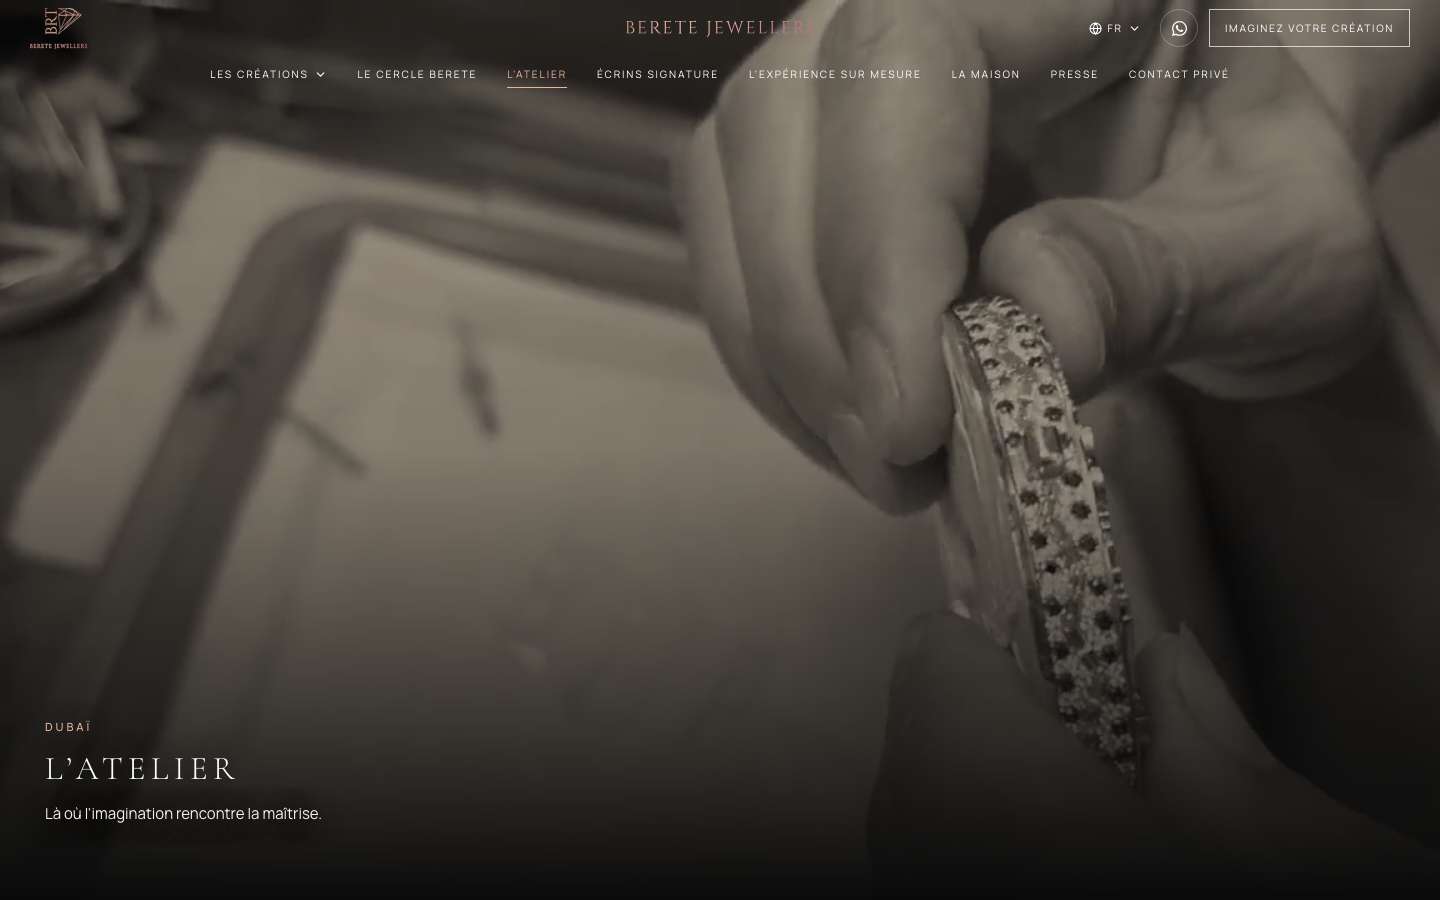 BRT
BERETE JEWELLERS
BERETE JEWELLERS
FR
IMAGINEZ VOTRE CRÉATION
LES CRÉATIONS
LE CERCLE BERETE
L'ATELIER
ÉCRINS SIGNATURE
L'EXPÉRIENCE SUR MESURE
LA MAISON
PRESSE
CONTACT PRIVÉ
DUBAÏ
L’ATELIER
Là où l'imagination rencontre la maîtrise.